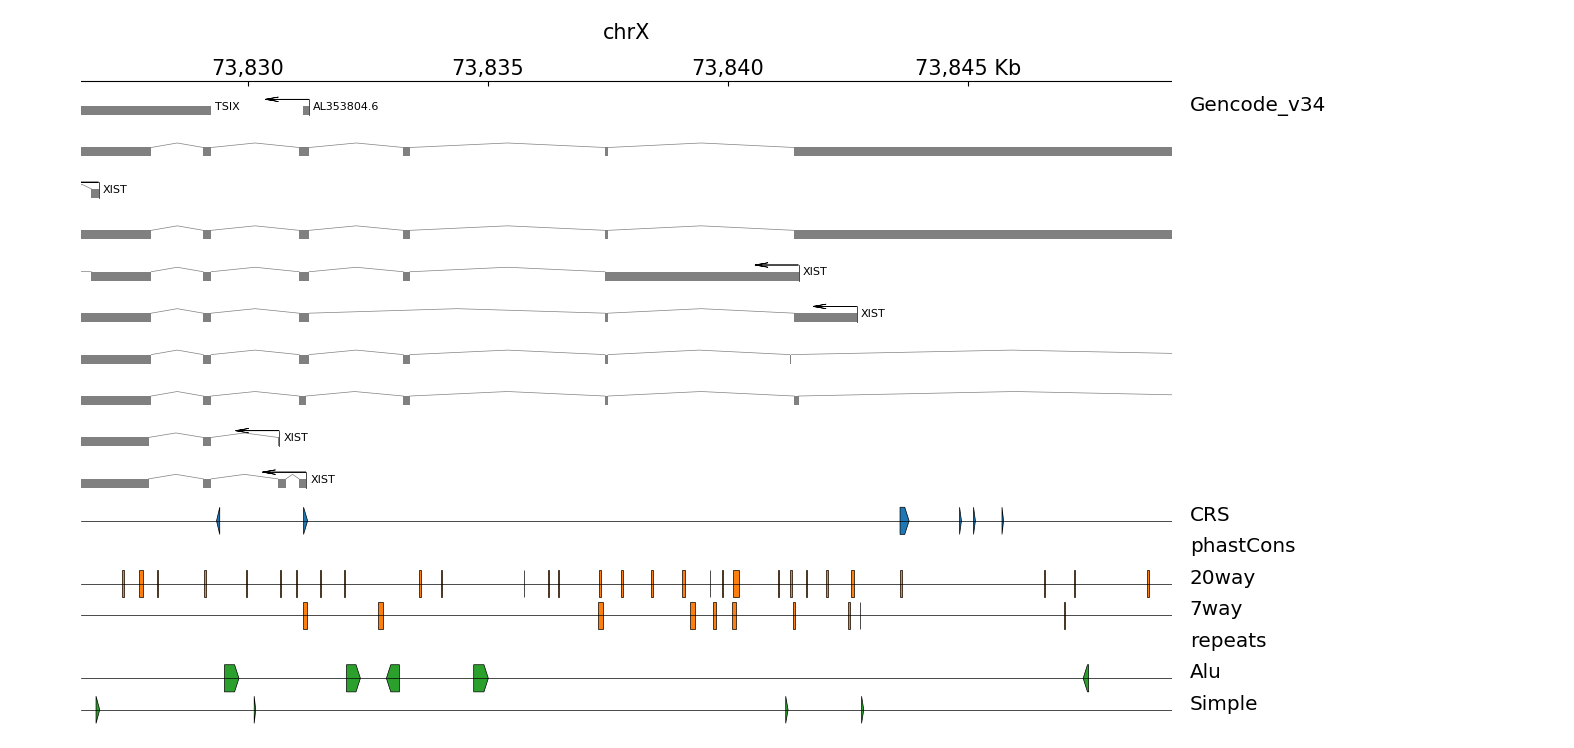 chrX
73,830 73,835 73,840 73,845 Kb
TSIX AL353804.6 Gencode_v34
XIST
XIST
XIST
XIST
XIST
CRS
phastCons
20way
7way
repeats
Alu
Simple